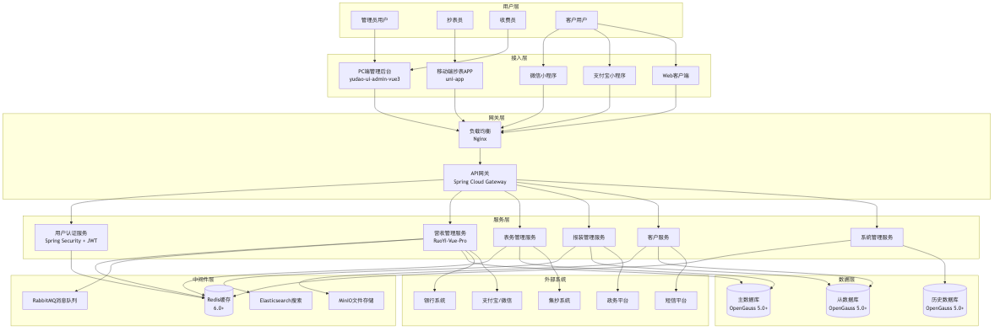 用户层
管理员用户
抄表员
收费员
客户用户
接入层
PC端管理后台
yudao-ui-admin-vue3
移动端抄表APP
uni-app
微信小程序
支付宝小程序
Web客户端
网关层
负载均衡
Nginx
API网关
Spring Cloud Gateway
服务层
用户认证服务
Spring Security + JWT
营收管理服务
RuoYi-Vue-Pro
表务管理服务
报装管理服务
客户服务
系统管理服务
中间件层
RabbitMQ消息队列
Redis缓存
6.0+
Elasticsearch搜索
MinIO文件存储
外部系统
银行系统
支付宝/微信
集抄系统
政务平台
短信平台
数据层
主数据库
OpenGauss 5.0+
从数据库
OpenGauss 5.0+
历史数据库
OpenGauss 5.0+